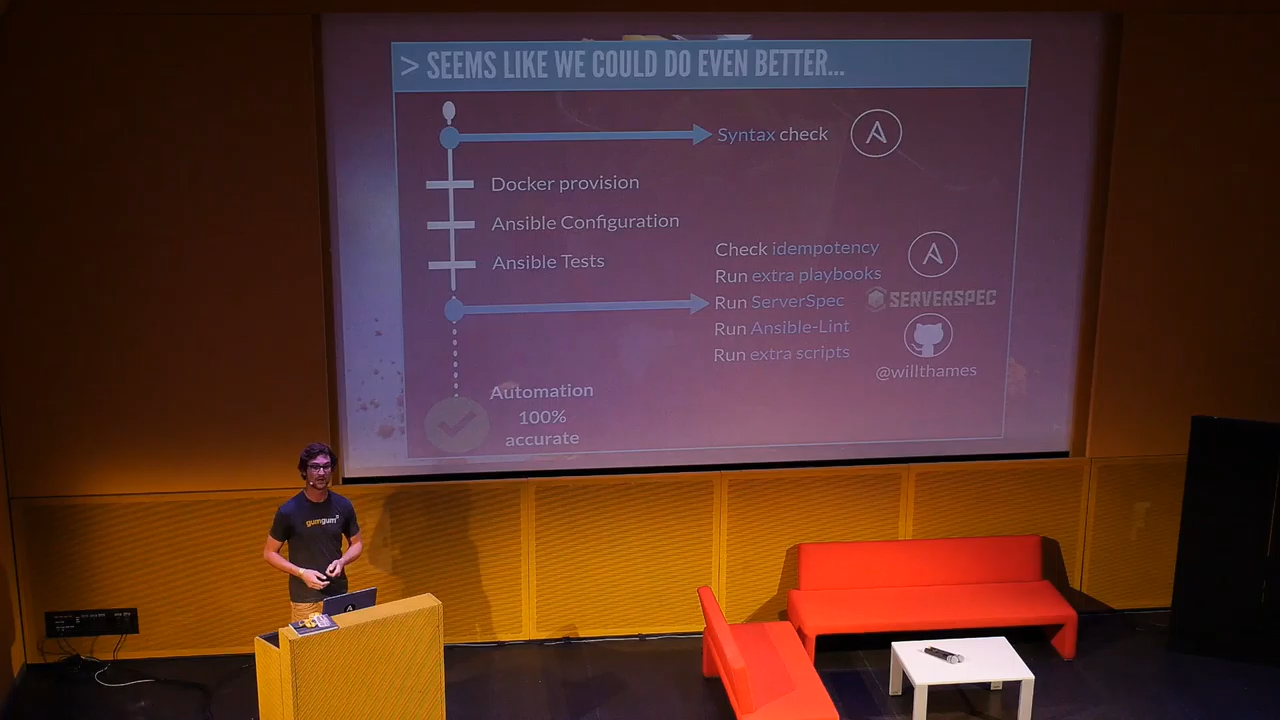 > SEEMS LIKE WE COULD DO EVEN BETTER...
Syntax check
Docker provision
Ansible Configuration
Ansible Tests
Check idempotency
Run extra playbooks
Run ServerSpec
SERVERSPEC
Run Ansible-Lint
Run extra scripts
@willthames
Automation
100%
accurate
gumgum